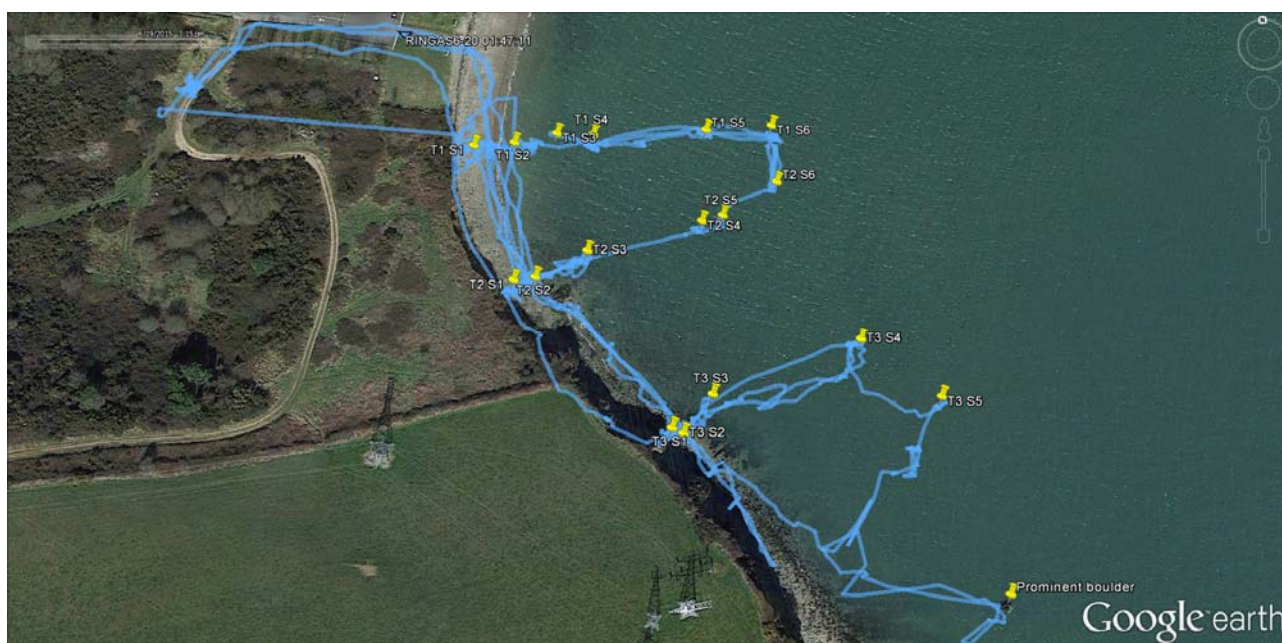 RINGAS6-20 01:47:11
T1 S4
T1 S3
T1 S5
T1 S6
T1 S1
T1 S2
T2 S6
T2 S5
T2 S4
T2 S3
T2 S1
T2 S2
T3 S4
T3 S3
T3 S5
T3 S1
T3 S2
Prominent boulder
Google earth